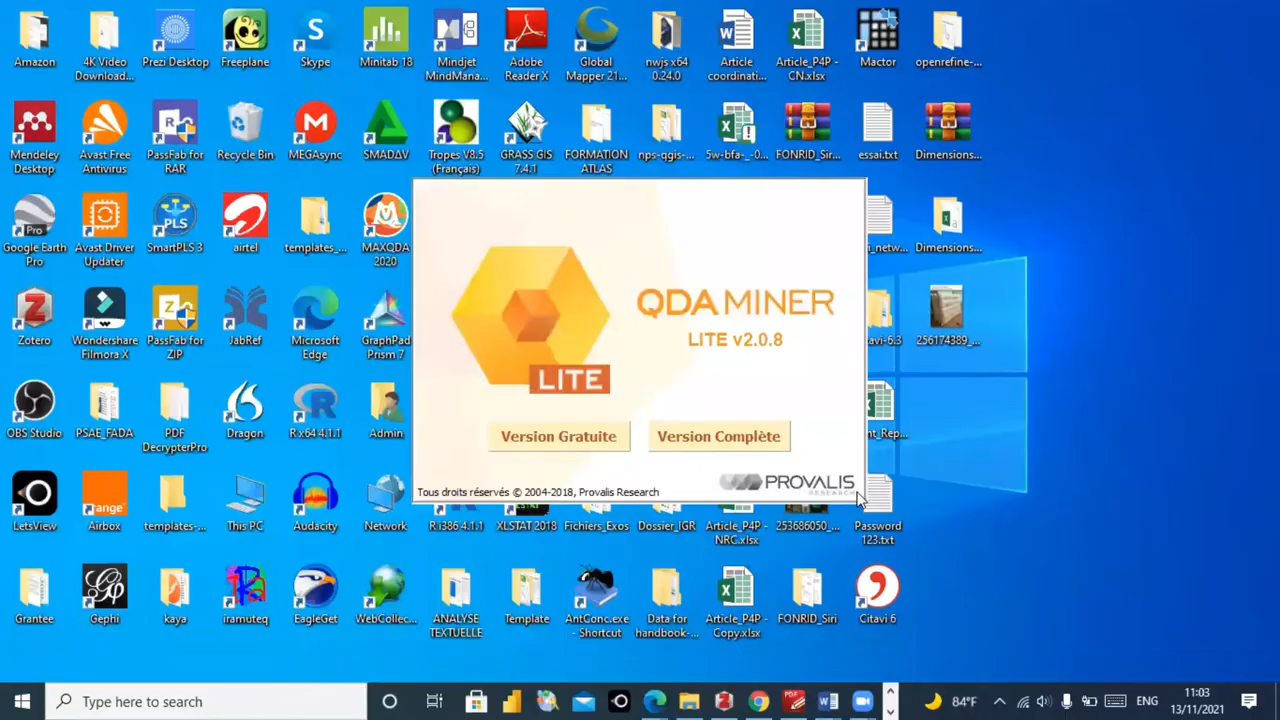 Amazon
4K Video
Download...
Prezi Desktop
Freeplane
Skype
Minitab 18
Mindjet
MindMana...
Adobe
Reader X
Global
Mapper 21...
nwjs x64
0.24.0
Article
coordinati...
Article_P4P -
CN.xlsx
Mactor
openrefine-...
Mendeley
Desktop
Avast Free
Antivirus
PassFab for
RAR
Recycle Bin
MEGAsync
SMADAV
Tropes V8.5
(Français)
GRASS GIS
7.4.1
FORMATION
ATLAS
nps-qgis-...
5w-bfa-_-0...
FONRID_Sir...
essai.txt
Dimensions...
Pro
Google Earth
Pro
Avast Driver
Updater
SmartPLS 3
airtel
templates_...
MAXQDA
2020
Dimensions...
Zotero
Wondershare
Filmora X
PassFab for
ZIP
JabRef
Microsoft
Edge
GraphPad
Prism 7
256174389_...
QDA MINER
LITE v2.0.8
LITE
Version Gratuite
Version Complète
PROVALIS
RESEARCH
Tous droits réservés © 2004-2018, Provalis Research
OBS Studio
PSAE_FADA
PDF
DecrypterPro
Dragon
R x64 4.1.1
Admin
LetsView
Airbox
templates-...
This PC
Audacity
Network
R i386 4.1.1
XLSTAT 2018
Fichiers_Exos
Dossier_IGR
Article_P4P -
NRC.xlsx
253686050_...
Password
123.txt
Grantee
Gephi
kaya
iramuteq
EagleGet
WebCollec...
ANALYSE
TEXTUELLE
Template
AntConc.exe
- Shortcut
Data for
handbook-...
Article_P4P -
Copy.xlsx
FONRID_Siri
Citavi 6
Type here to search
84°F
ENG
11:03
13/11/2021